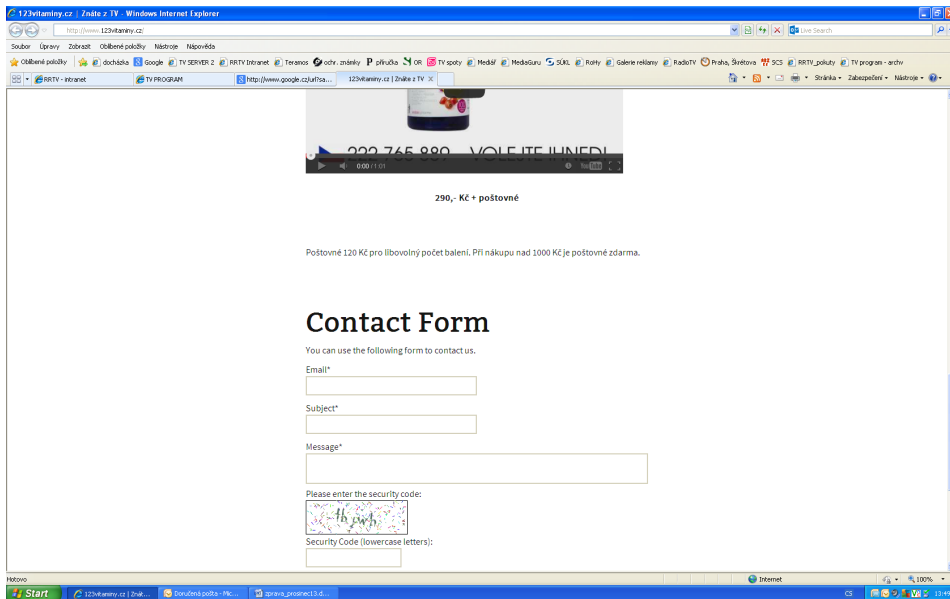 123vitaminy.cz | Znáte z TV - Windows Internet Explorer
http://www.123vitaminy.cz/
Live Search
Soubor Úpravy Zobrazit Oblíbené položky Nástroje Nápověda
Oblíbené položky docházka Google TV SERVER 2 RRTV Intranet Teramos ochr. známky příručka OR TV spoty Medář MediaGuru SÚKL RoHy Galerie reklamy RadioTV Praha, Škrétova SCS RRTV_pokuty TV program - archv
RRTV - intranet TV PROGRAM http://www.google.cz/url?sa... 123vitaminy.cz | Znáte z TV Stránka Zabezpečení Nástroje
222 765 889 VOLEJTE IHNED!
0:00 / 1:01 YouTube
290,- Kč + poštovné
Poštovné 120 Kč pro libovolný počet balení. Při nákupu nad 1000 Kč je poštovné zdarma.
Contact Form
You can use the following form to contact us.
Email*
Subject*
Message*
Please enter the security code:
Security Code (lowercase letters):
Hotovo Internet 100%
Start 123vitaminy.cz | Znát... Doručená pošta - Mic... zprava_prosinec13.d... CS